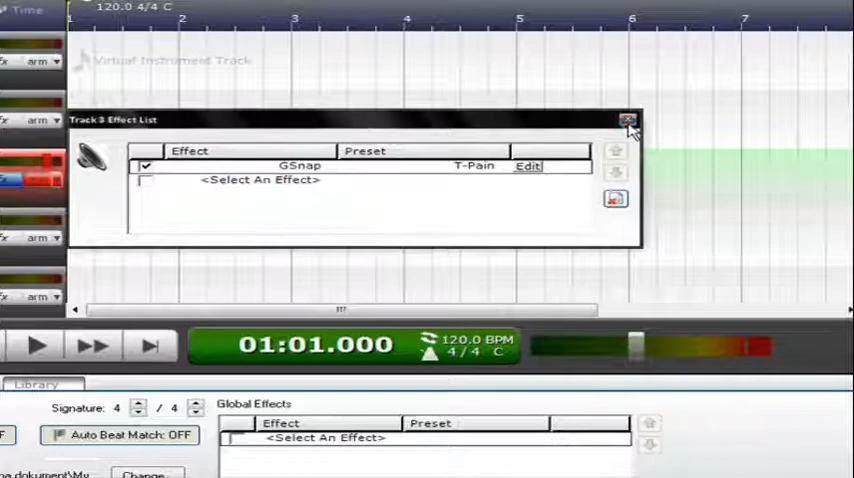 Time
120.0 4/4 C
1 2 3 4 5 6 7
fx arm
Virtual Instrument Track
fx arm
Track 3 Effect List
Effect Preset
GSnap T-Pain Edit
<Select An Effect>
fx arm
fx arm
01:01.000
120.0 BPM
4 / 4 C
Library
Signature: 4 / 4
Global Effects
Effect Preset
<Select An Effect>
F
Auto Beat Match: OFF
na dokument\My
Change...